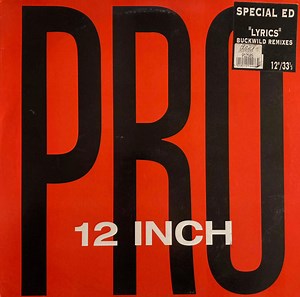 SPECIAL ED
"LYRICS"
BUCKWILD REMIXES
12"/33⅓
PRO
12 INCH